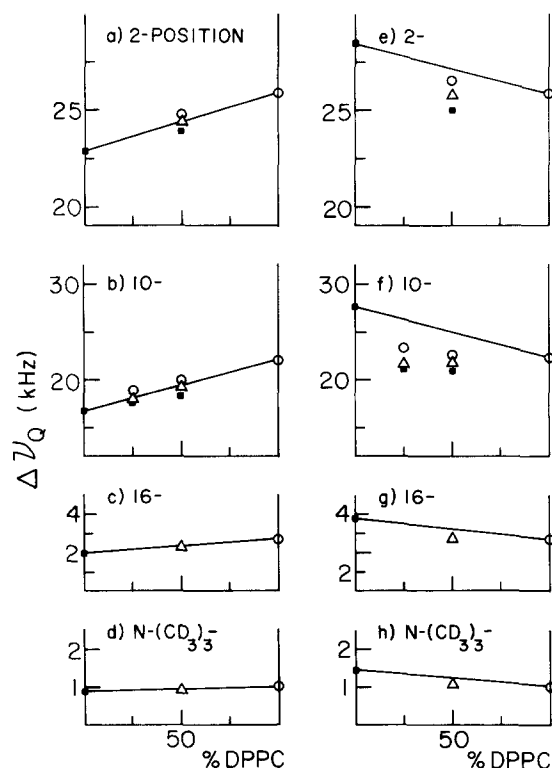 a) 2-POSITION
25
20
b) 10-
30
20
c) 16-
4
2
d) N-(CD3)3-
2
1
50
% DPPC
ΔνQ (kHz)
e) 2-
25
20
f) 10-
30
20
g) 16-
4
2
h) N-(CD3)3-
2
1
50
% DPPC